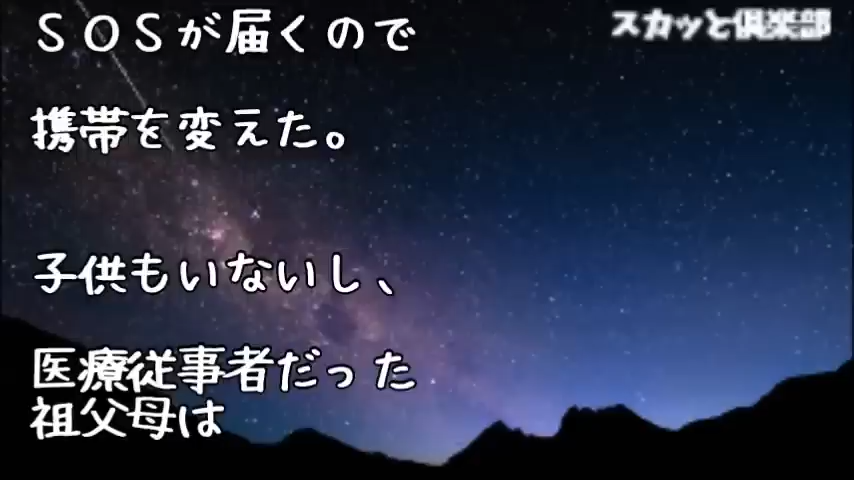 ＳＯＳが届くので
スカッと倶楽部
携帯を変えた。
子供もいないし、
医療従事者だった
祖父母は